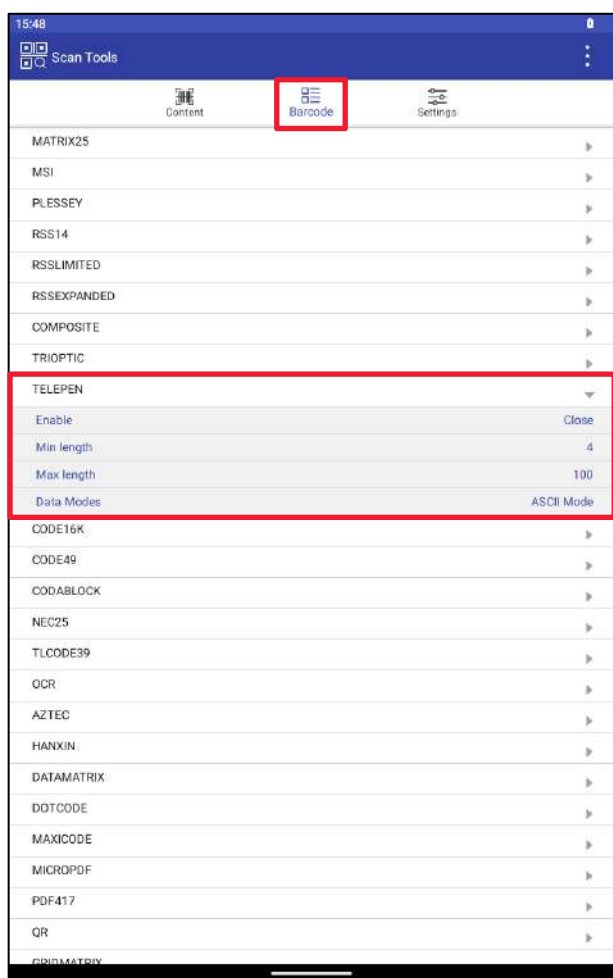 15:48
Scan Tools
Content Barcode Settings
MATRIX25
MSI
PLESSEY
RSS14
RSSLIMITED
RSSEXPANDED
COMPOSITE
TRIOPTIC
TELEPEN
Enable Close
Min length 4
Max length 100
Data Modes ASCII Mode
CODE16K
CODE49
CODABLOCK
NEC25
TLCODE39
OCR
AZTEC
HANXIN
DATAMATRIX
DOTCODE
MAXICODE
MICROPDF
PDF417
QR
GRIDMATRIX